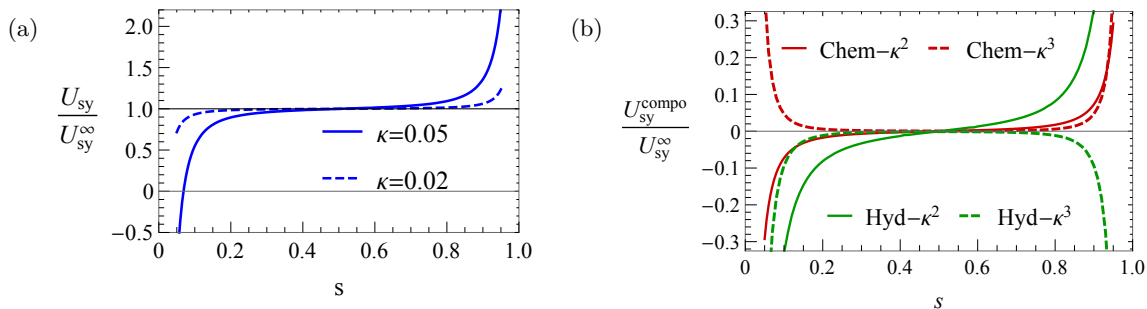 (a)
U_sy / U_sy^∞
2.0
1.5
1.0
0.5
0
−0.5
κ=0.05
κ=0.02
0 0.2 0.4 0.6 0.8 1.0
s
(b)
U_sy^compo / U_sy^∞
0.3
0.2
0.1
0
−0.1
−0.2
−0.3
Chem−κ² Chem−κ³
Hyd−κ² Hyd−κ³
0 0.2 0.4 0.6 0.8 1.0
s